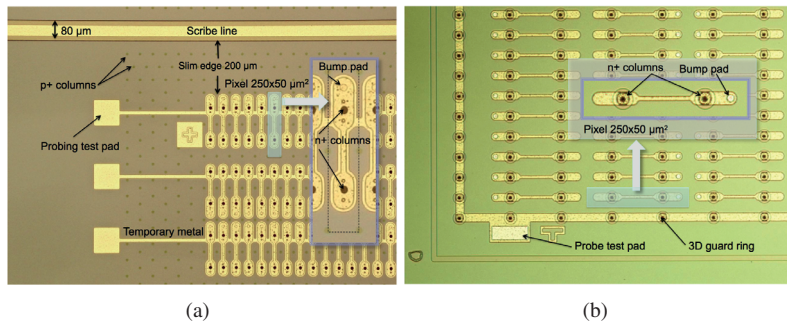 80 µm
Scribe line
Slim edge 200 µm
p+ columns
Pixel 250x50 µm²
Bump pad
n+ columns
Probing test pad
Temporary metal
n+ columns
Bump pad
Pixel 250x50 µm²
Probe test pad
3D guard ring
(a)
(b)